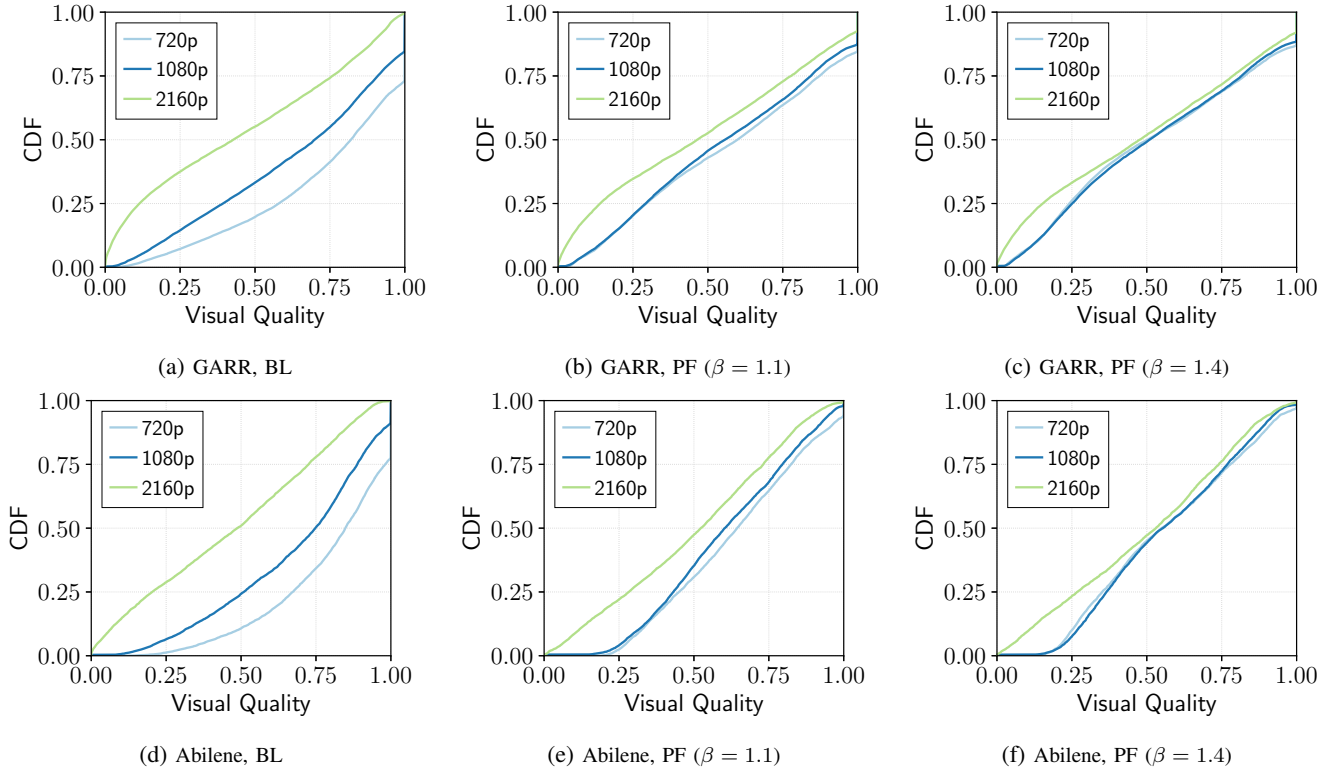 1.00
0.75
0.50
0.25
0.00
CDF
720p
1080p
2160p
0.00 0.25 0.50 0.75 1.00
Visual Quality
(a) GARR, BL
1.00
0.75
0.50
0.25
0.00
CDF
720p
1080p
2160p
0.00 0.25 0.50 0.75 1.00
Visual Quality
(b) GARR, PF (β = 1.1)
1.00
0.75
0.50
0.25
0.00
CDF
720p
1080p
2160p
0.00 0.25 0.50 0.75 1.00
Visual Quality
(c) GARR, PF (β = 1.4)
1.00
0.75
0.50
0.25
0.00
CDF
720p
1080p
2160p
0.00 0.25 0.50 0.75 1.00
Visual Quality
(d) Abilene, BL
1.00
0.75
0.50
0.25
0.00
CDF
720p
1080p
2160p
0.00 0.25 0.50 0.75 1.00
Visual Quality
(e) Abilene, PF (β = 1.1)
1.00
0.75
0.50
0.25
0.00
CDF
720p
1080p
2160p
0.00 0.25 0.50 0.75 1.00
Visual Quality
(f) Abilene, PF (β = 1.4)